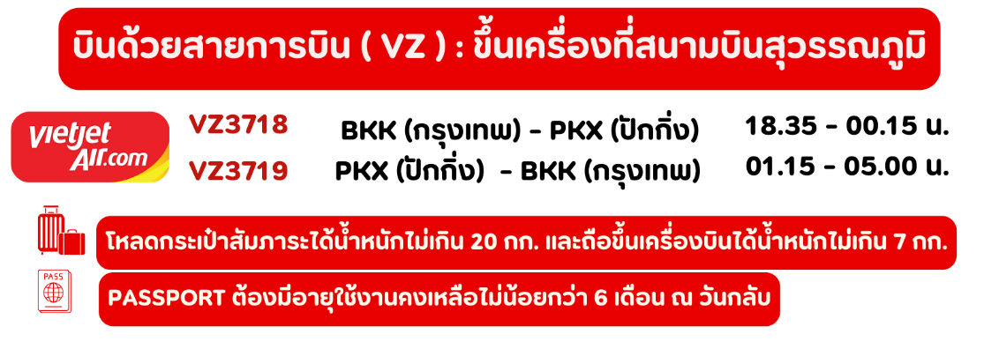 บินด้วยสายการบิน ( VZ ) : ขึ้นเครื่องที่สนามบินสุวรรณภูมิ
vietjet
Air.com
VZ3718 BKK (กรุงเทพ) - PKX (ปักกิ่ง) 18.35 - 00.15 น.
VZ3719 PKX (ปักกิ่ง) - BKK (กรุงเทพ) 01.15 - 05.00 น.
โหลดกระเป๋าสัมภาระได้น้ำหนักไม่เกิน 20 กก. และถือขึ้นเครื่องบินได้น้ำหนักไม่เกิน 7 กก.
PASS
PASSPORT ต้องมีอายุใช้งานคงเหลือไม่น้อยกว่า 6 เดือน ณ วันกลับ